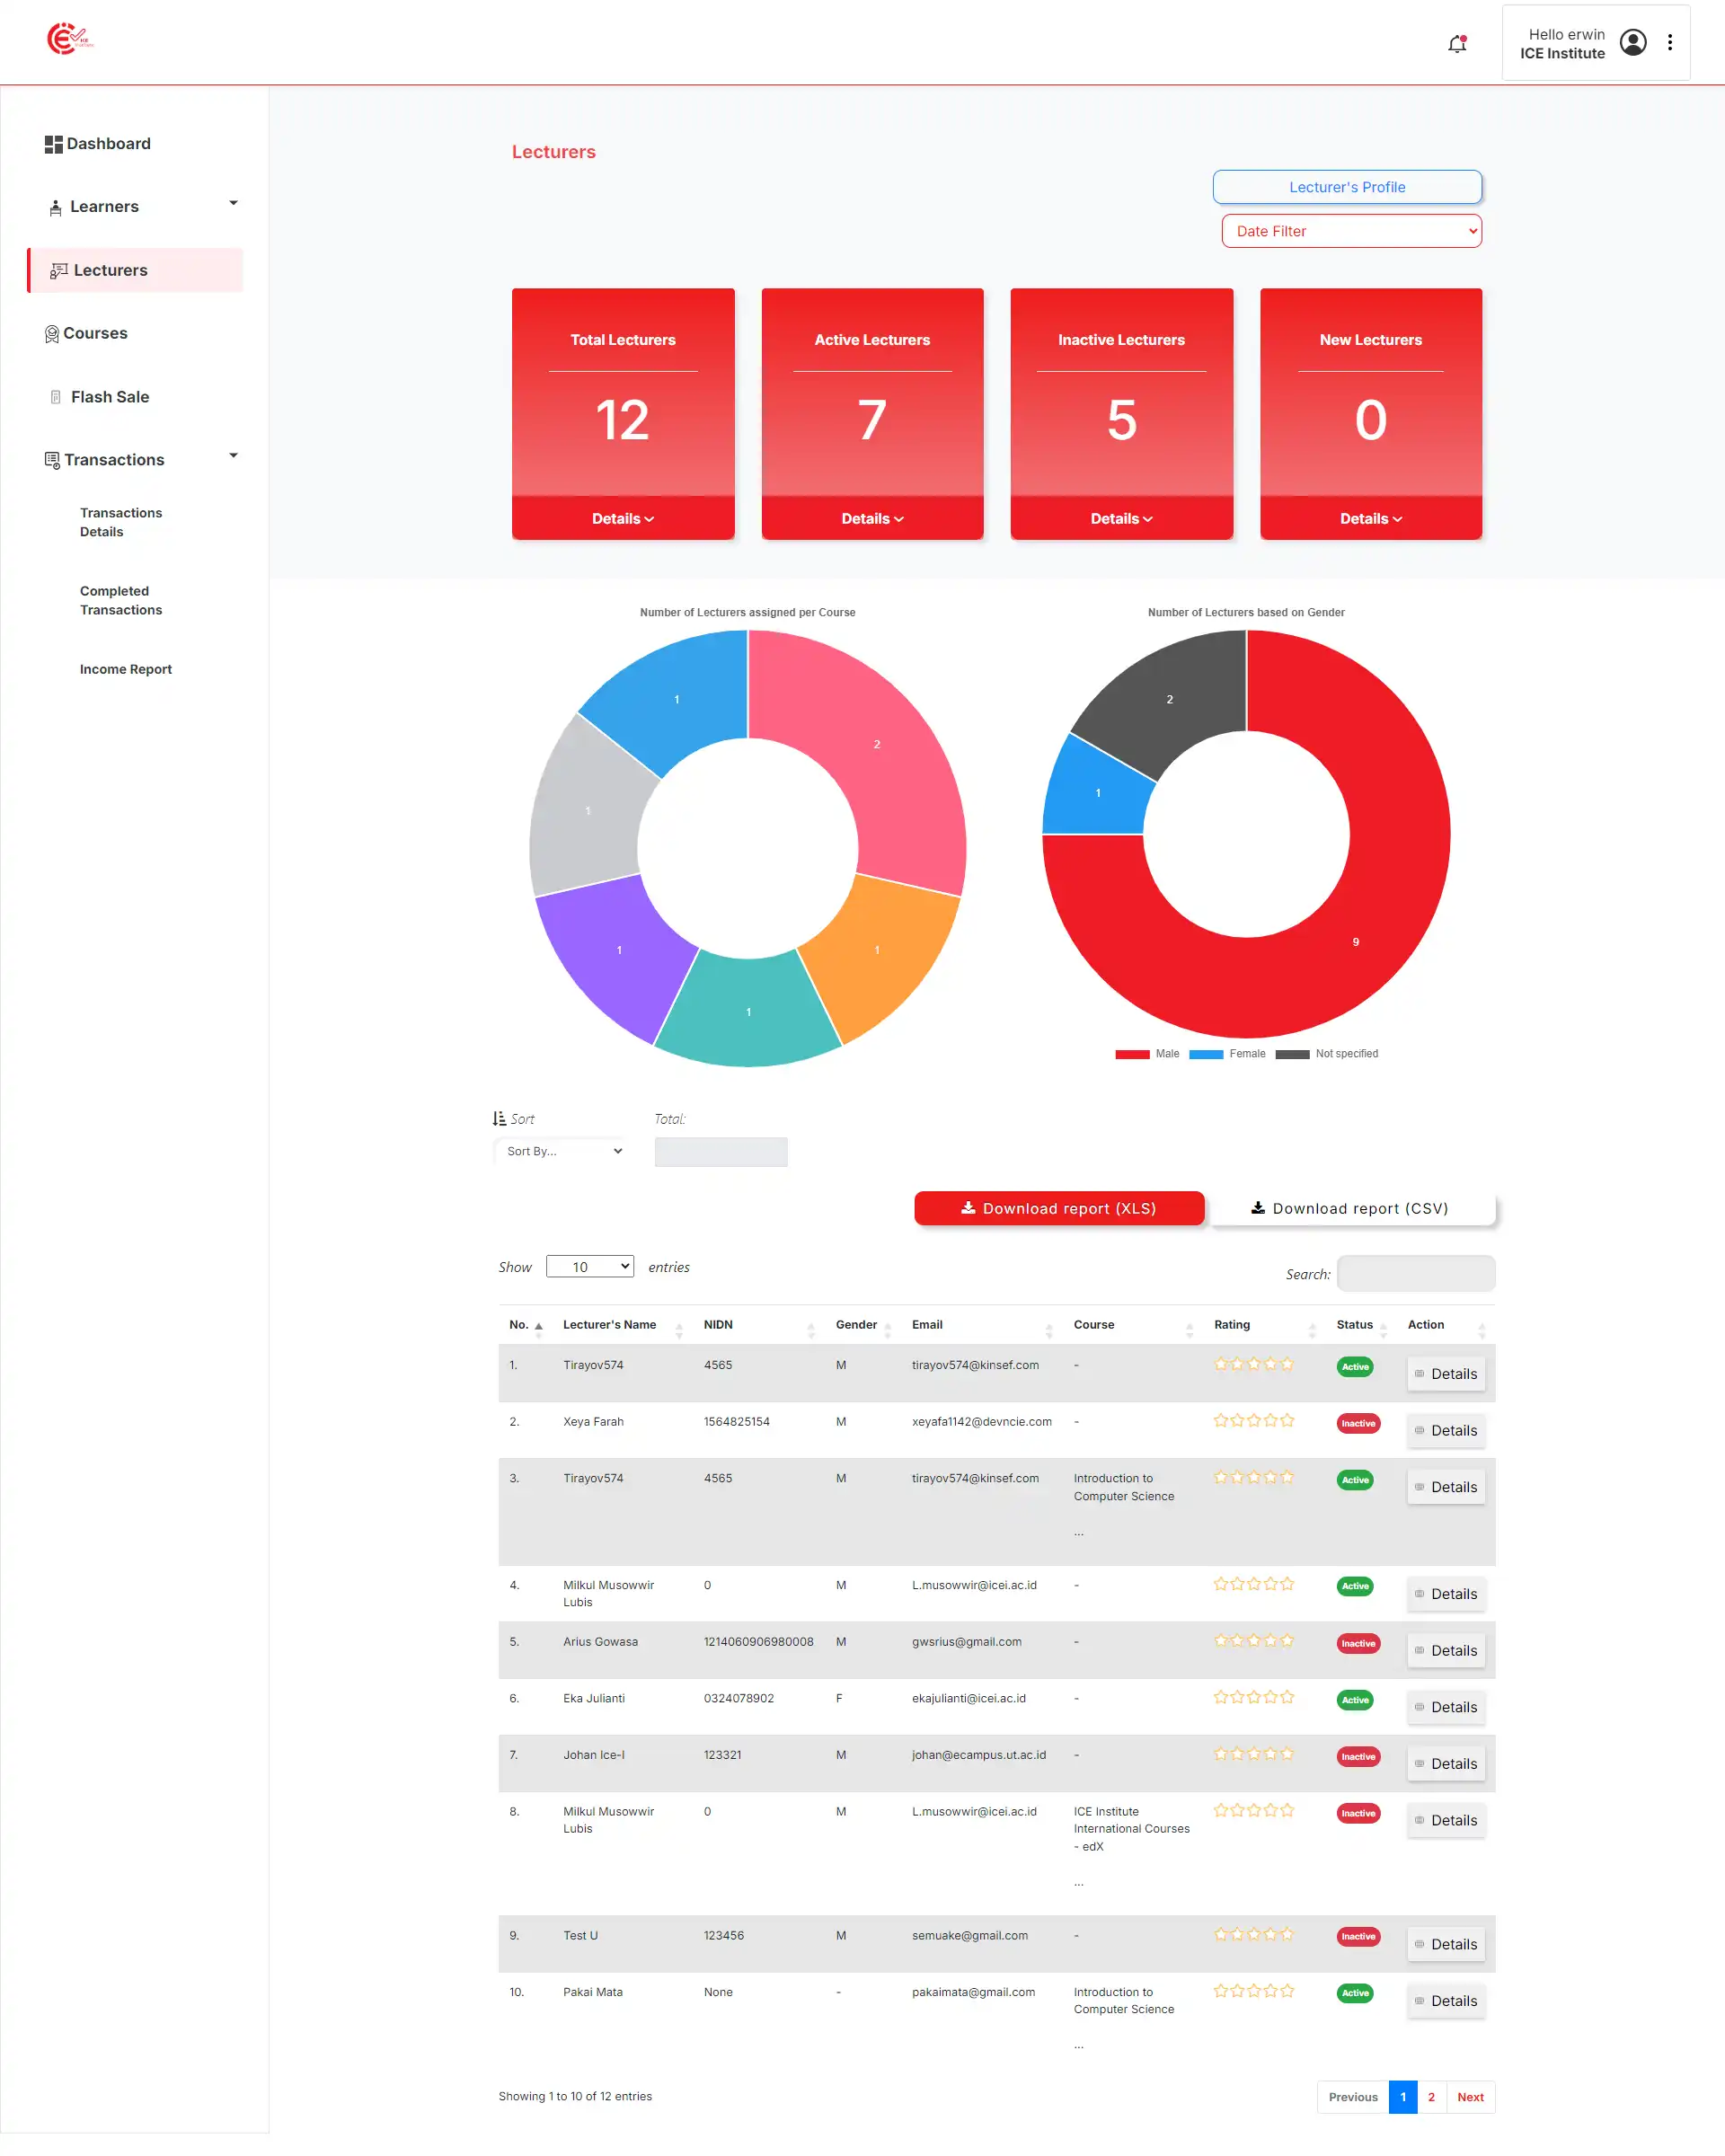 Hello erwin
ICE Institute
Dashboard
Learners
Lecturers
Courses
Flash Sale
Transactions
Transactions
Details
Completed
Transactions
Income Report
Lecturers
Lecturer's Profile
Date Filter
Total Lecturers
12
Details
Active Lecturers
7
Details
Inactive Lecturers
5
Details
New Lecturers
0
Details
Number of Lecturers assigned per Course
1
2
1
1
1
1
Number of Lecturers based on Gender
2
1
9
Male Female Not specified
Sort
Total:
Sort By...
Download report (XLS)
Download report (CSV)
Show 10 entries
Search:
No. Lecturer's Name NIDN Gender Email Course Rating Status Action
1. Tirayov574 4565 M tirayov574@kinsef.com - Active Details
2. Xeya Farah 1564825154 M xeyafa1142@devncie.com - Inactive Details
3. Tirayov574 4565 M tirayov574@kinsef.com Introduction to Active Details
Computer Science
...
4. Milkul Musowwir 0 M L.musowwir@icei.ac.id - Active Details
Lubis
5. Arius Gowasa 1214060906980008 M gwsrius@gmail.com - Inactive Details
6. Eka Julianti 0324078902 F ekajulianti@icei.ac.id - Active Details
7. Johan Ice-I 123321 M johan@ecampus.ut.ac.id - Inactive Details
8. Milkul Musowwir 0 M L.musowwir@icei.ac.id ICE Institute Inactive Details
Lubis International Courses
- edX
...
9. Test U 123456 M semuake@gmail.com - Inactive Details
10. Pakai Mata None - pakaimata@gmail.com Introduction to Active Details
Computer Science
...
Showing 1 to 10 of 12 entries
Previous 1 2 Next